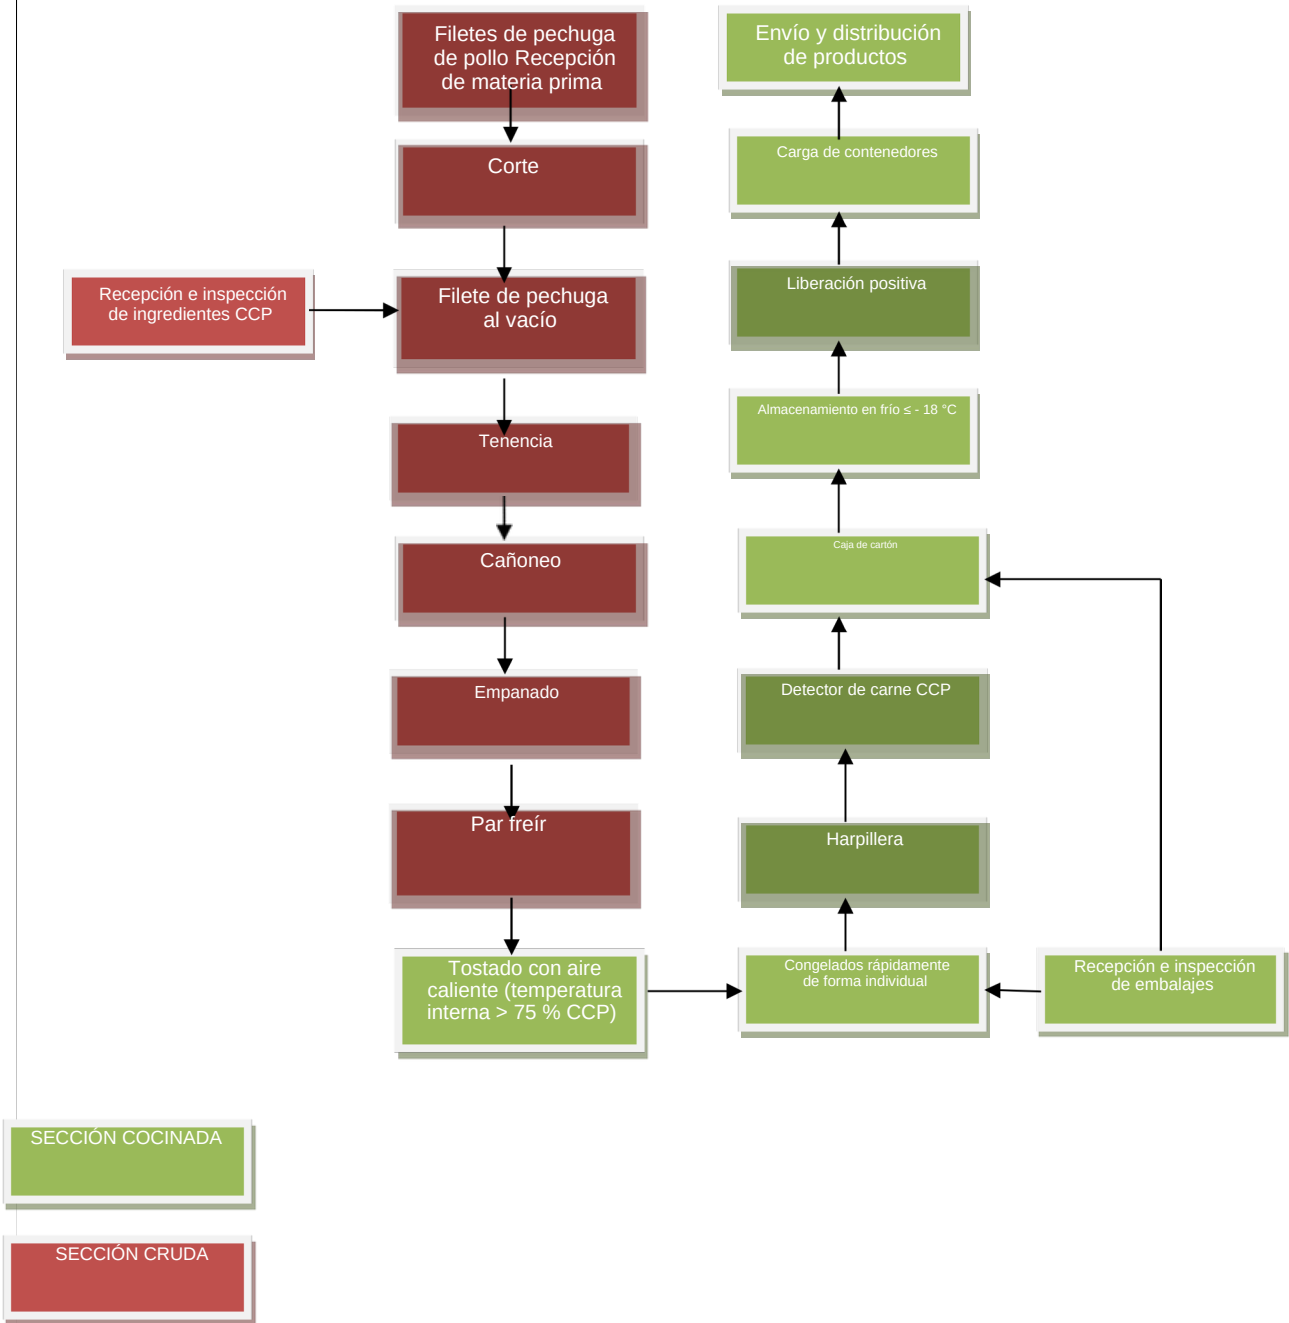 Filetes de pechuga
de pollo Recepción
de materia prima
Corte
Recepción e inspección
de ingredientes CCP
Filete de pechuga
al vacío
Tenencia
Cañoneo
Empanado
Par freír
Tostado con aire
caliente (temperatura
interna > 75 % CCP)
Envío y distribución
de productos
Carga de contenedores
Liberación positiva
Almacenamiento en frío ≤ - 18 °C
Caja de cartón
Detector de carne CCP
Harpillera
Congelados rápidamente
de forma individual
Recepción e inspección
de embalajes
SECCIÓN COCINADA
SECCIÓN CRUDA